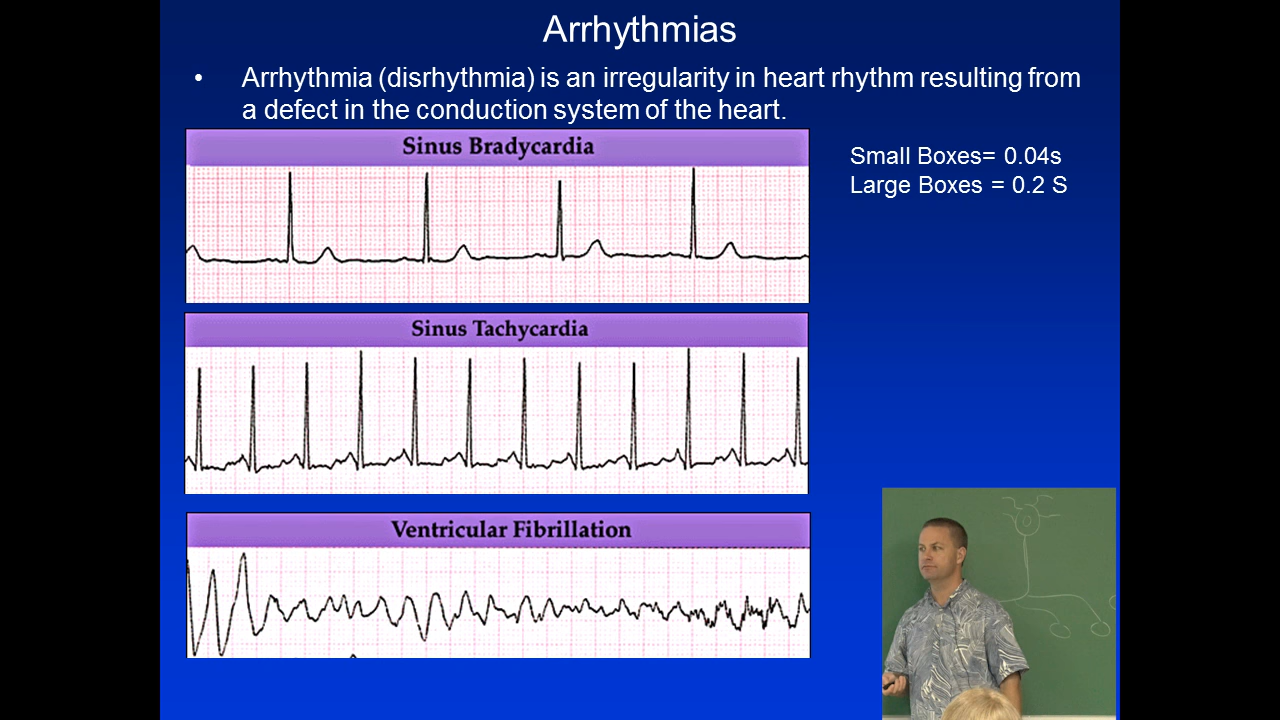 Arrhythmias
• Arrhythmia (disrhythmia) is an irregularity in heart rhythm resulting from
a defect in the conduction system of the heart.
Sinus Bradycardia
Small Boxes= 0.04s
Large Boxes = 0.2 S
Sinus Tachycardia
Ventricular Fibrillation